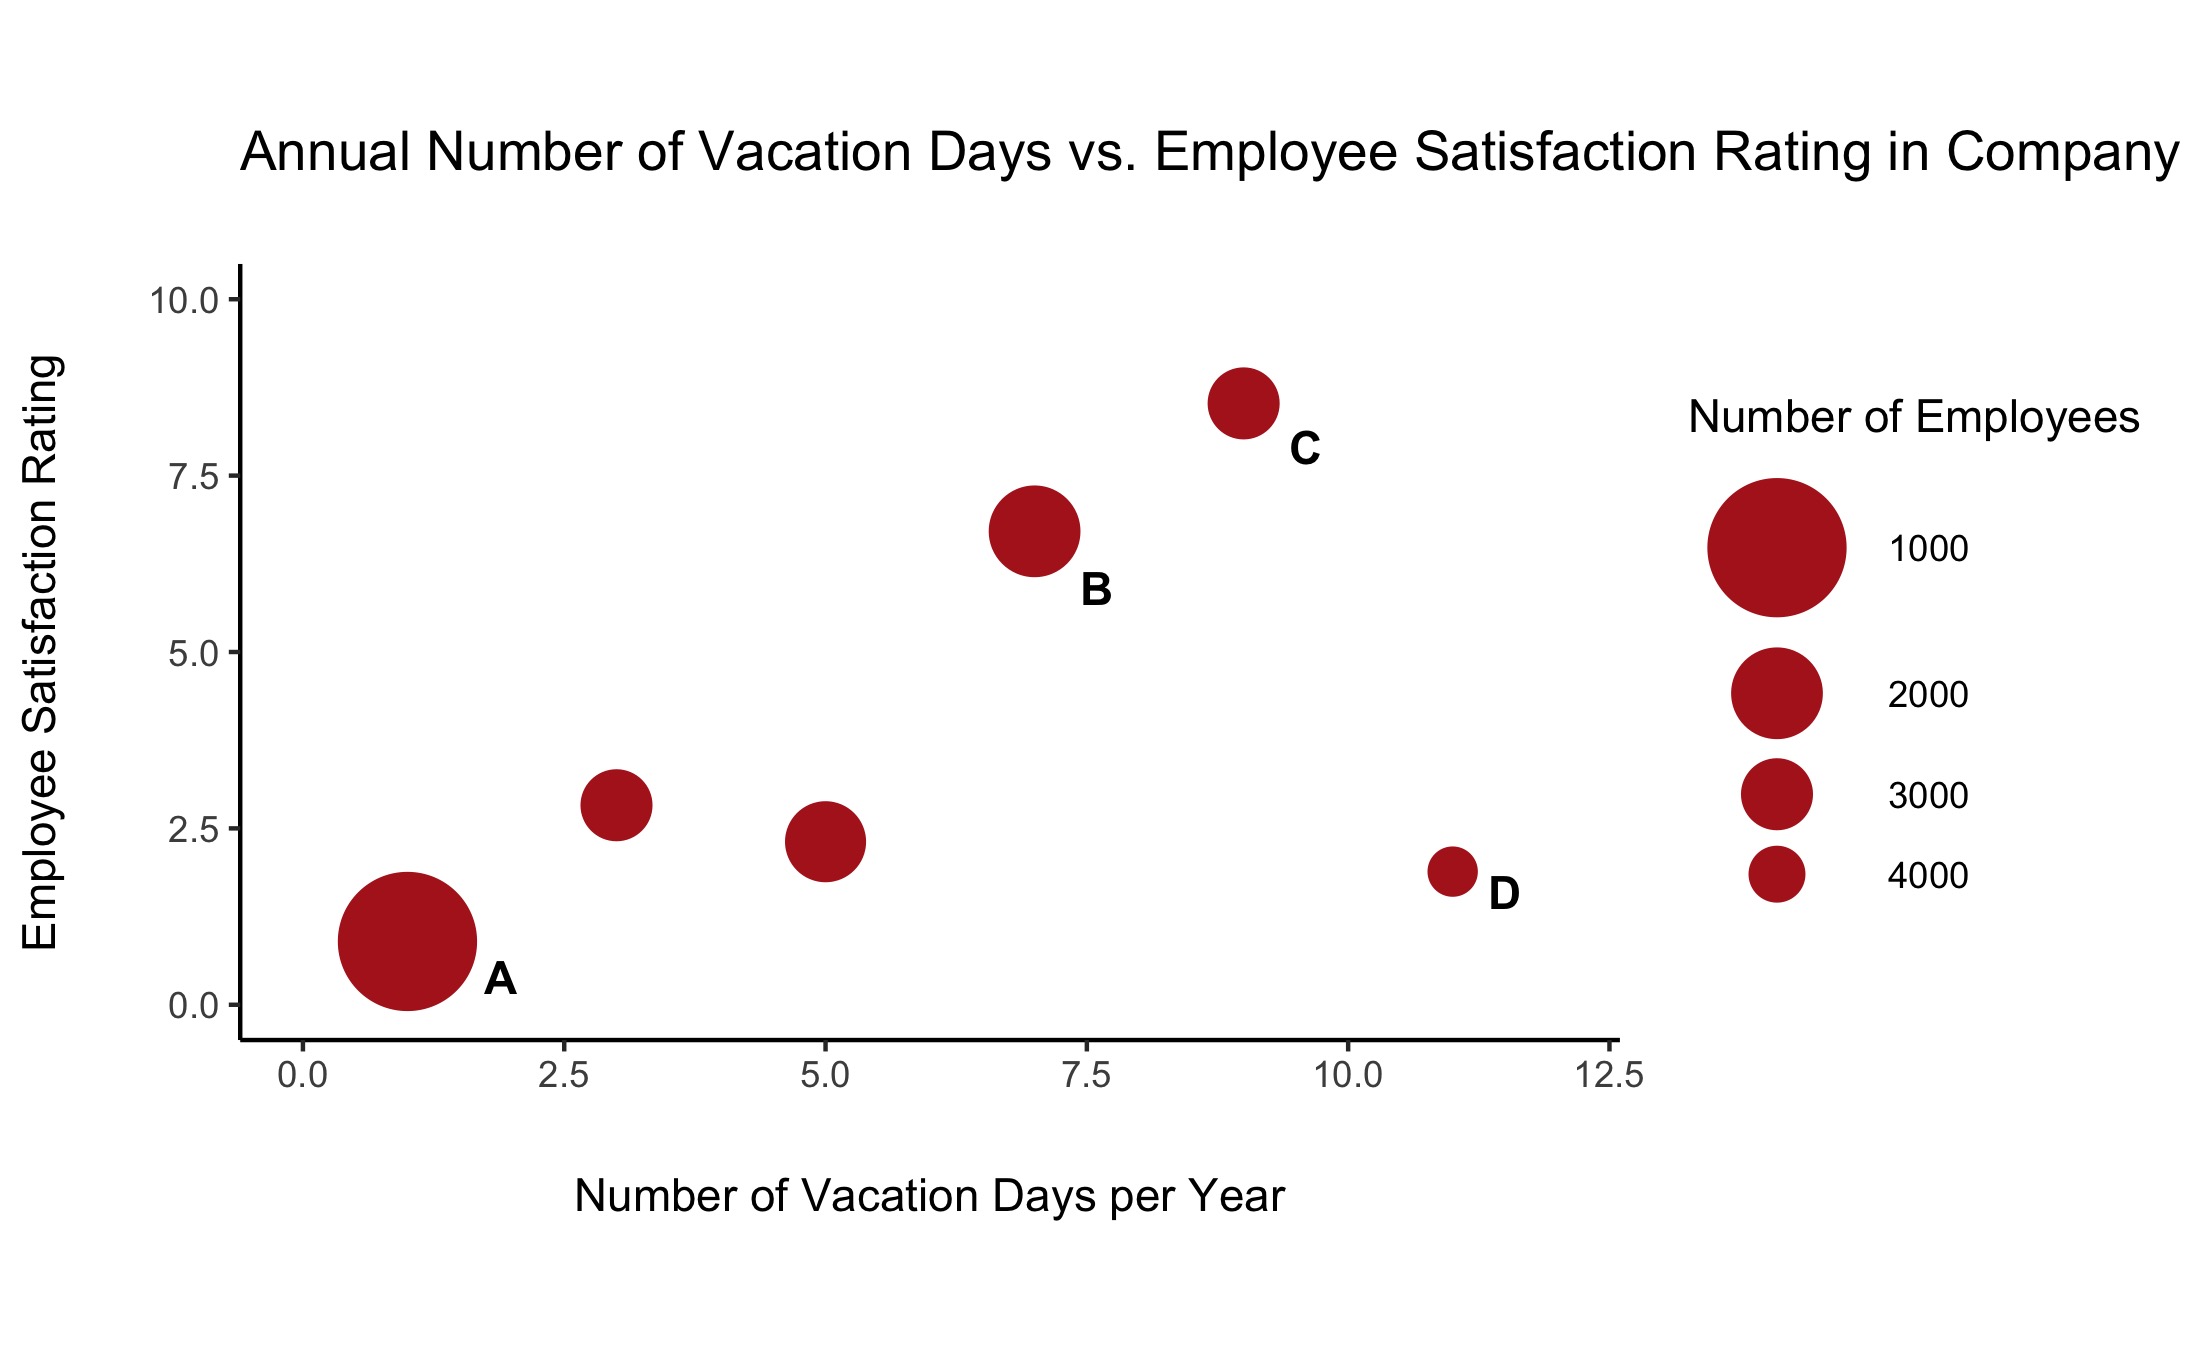 Annual Number of Vacation Days vs. Employee Satisfaction Rating in Company
Employee Satisfaction Rating
10.0
7.5
5.0
2.5
0.0
A
B
C
D
0.0 2.5 5.0 7.5 10.0 12.5
Number of Vacation Days per Year
Number of Employees
1000
2000
3000
4000